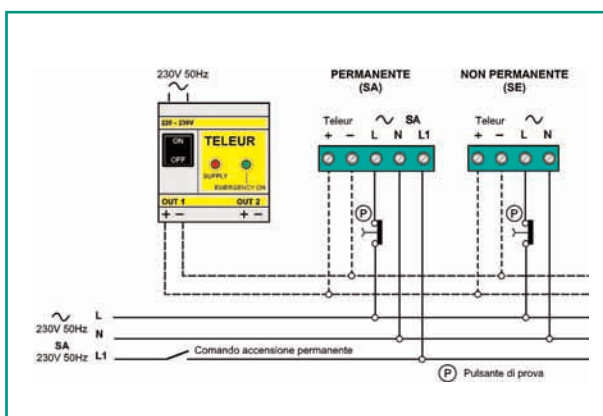 230V 50Hz
PERMANENTE
(SA)
NON PERMANENTE
(SE)
Teleur SA
+ − L N L1
Teleur
+ − L N
220 - 230V
ON
OFF
TELEUR
SUPPLY
EMERGENCY ON
OUT 1 OUT 2
+ − + −
P
P
L
230V 50Hz
N
SA
230V 50Hz L1
Comando accensione permanente
P Pulsante di prova